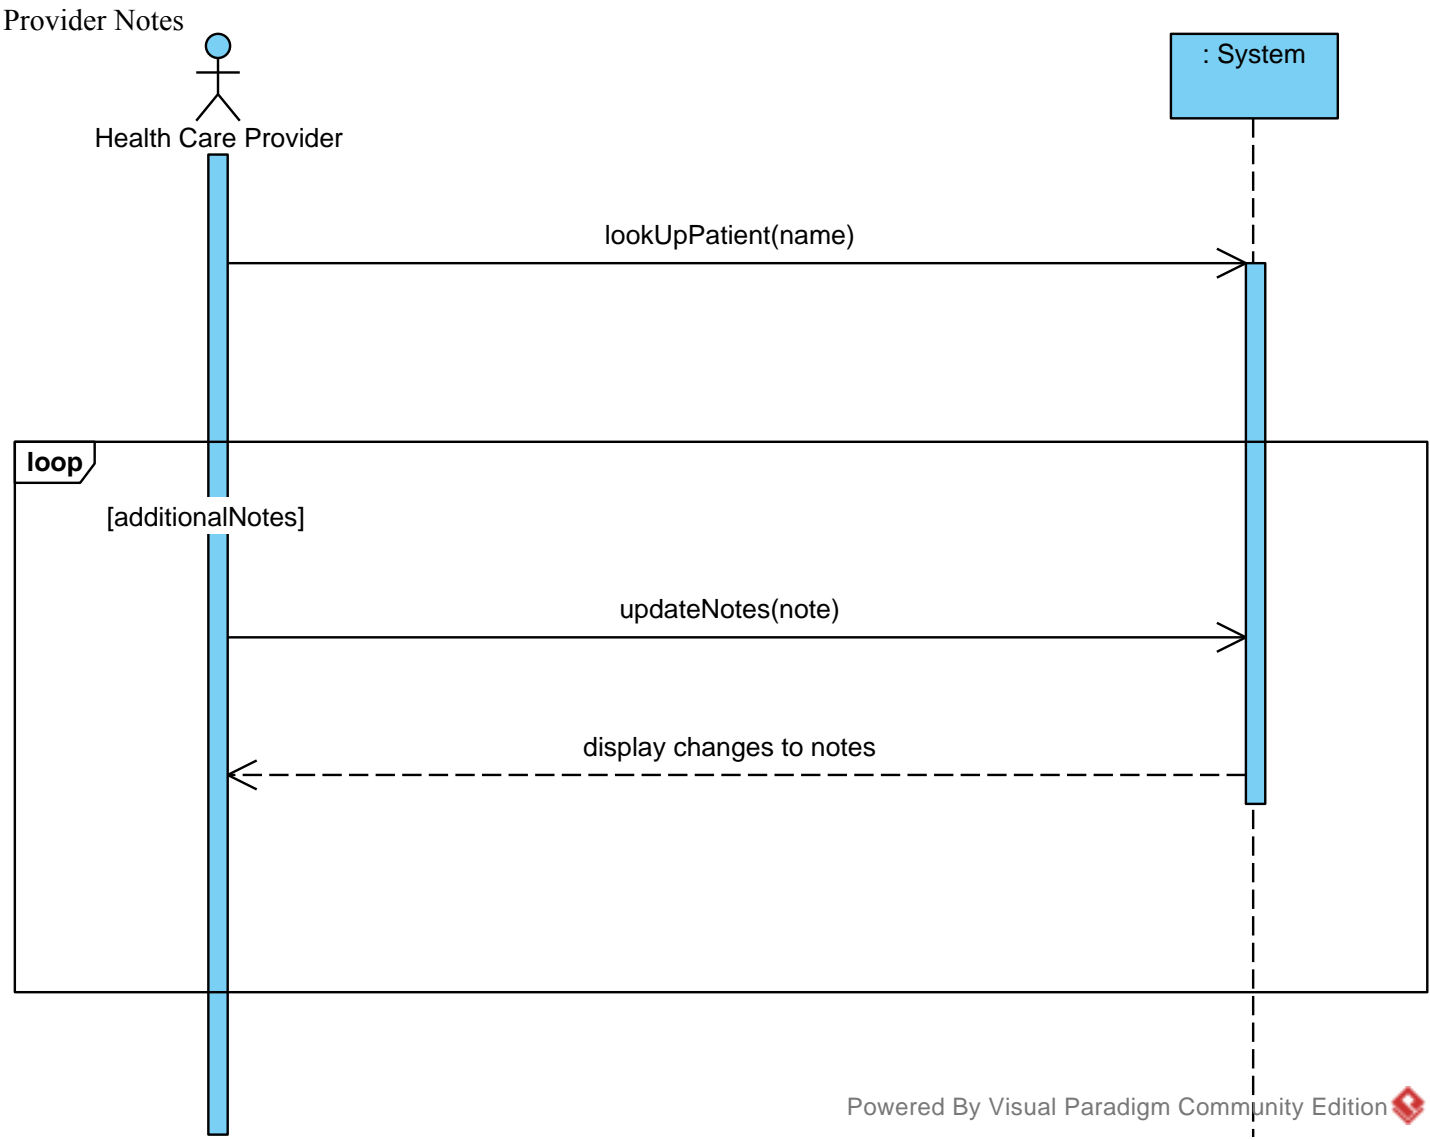 Provider Notes
: System
Health Care Provider
lookUpPatient(name)
loop
[additionalNotes]
updateNotes(note)
display changes to notes
Powered By Visual Paradigm Community Edition